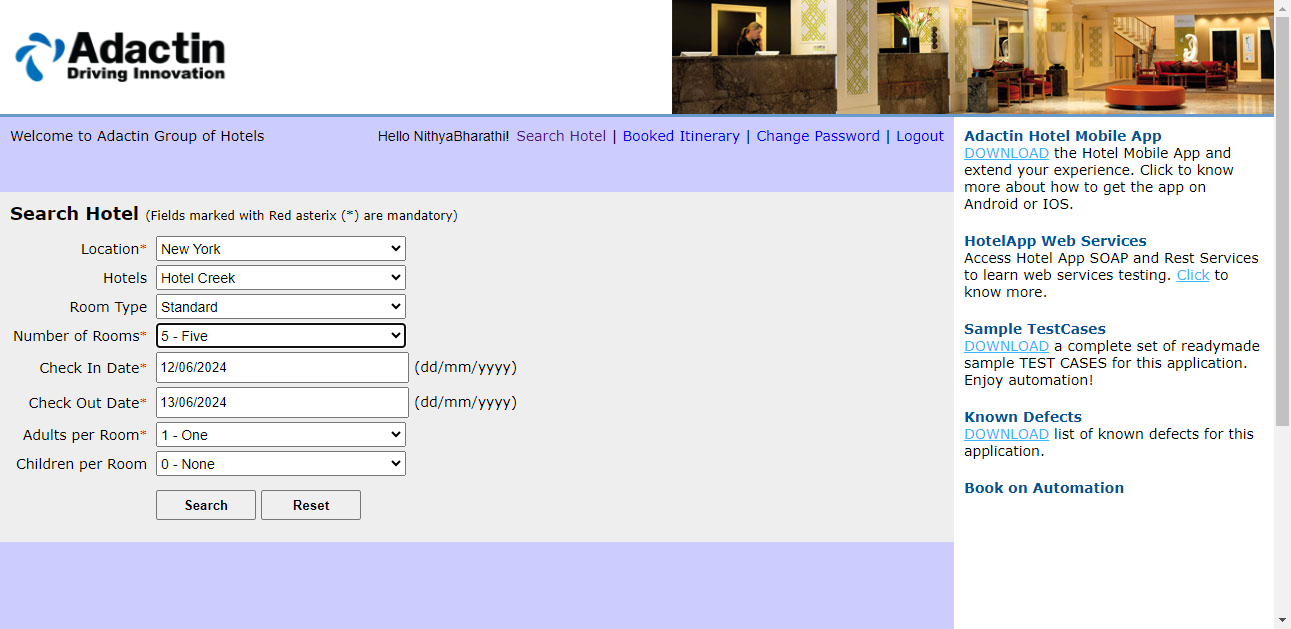 Adactin
Driving Innovation
Welcome to Adactin Group of Hotels
Hello NithyaBharathi! Search Hotel | Booked Itinerary | Change Password | Logout
Search Hotel (Fields marked with Red asterix (*) are mandatory)
Location* New York
Hotels Hotel Creek
Room Type Standard
Number of Rooms* 5 - Five
Check In Date* 12/06/2024 (dd/mm/yyyy)
Check Out Date* 13/06/2024 (dd/mm/yyyy)
Adults per Room* 1 - One
Children per Room 0 - None
Search Reset
Adactin Hotel Mobile App
DOWNLOAD the Hotel Mobile App and
extend your experience. Click to know
more about how to get the app on
Android or IOS.
HotelApp Web Services
Access Hotel App SOAP and Rest Services
to learn web services testing. Click to
know more.
Sample TestCases
DOWNLOAD a complete set of readymade
sample TEST CASES for this application.
Enjoy automation!
Known Defects
DOWNLOAD list of known defects for this
application.
Book on Automation